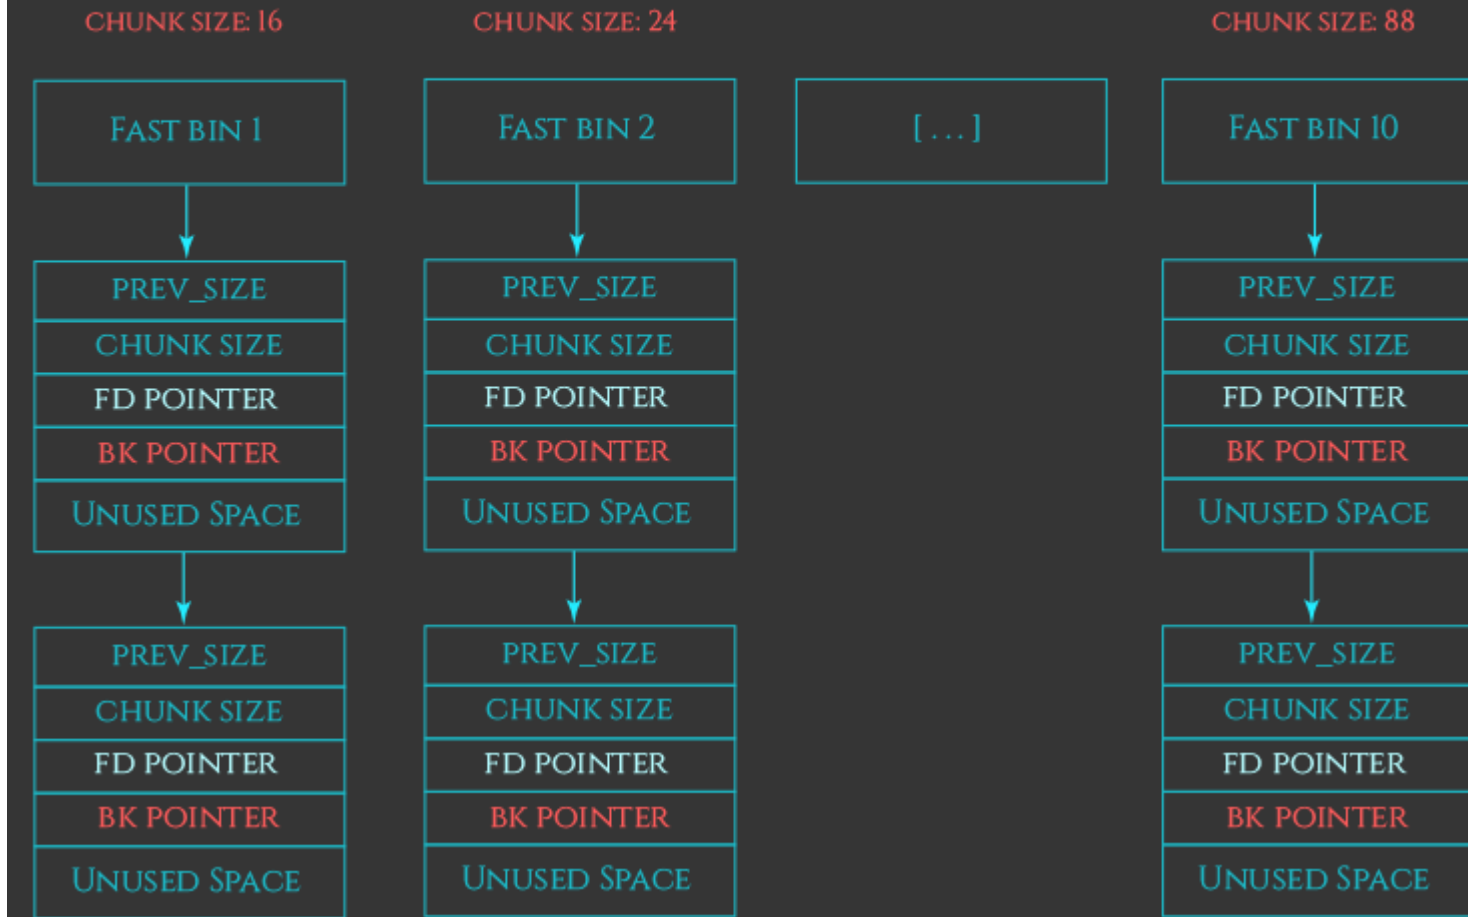 CHUNK SIZE: 16
CHUNK SIZE: 24
CHUNK SIZE: 88
FAST BIN 1
FAST BIN 2
[...]
FAST BIN 10
PREV_SIZE
PREV_SIZE
PREV_SIZE
CHUNK SIZE
CHUNK SIZE
CHUNK SIZE
FD POINTER
FD POINTER
FD POINTER
BK POINTER
BK POINTER
BK POINTER
UNUSED SPACE
UNUSED SPACE
UNUSED SPACE
PREV_SIZE
PREV_SIZE
PREV_SIZE
CHUNK SIZE
CHUNK SIZE
CHUNK SIZE
FD POINTER
FD POINTER
FD POINTER
BK POINTER
BK POINTER
BK POINTER
UNUSED SPACE
UNUSED SPACE
UNUSED SPACE